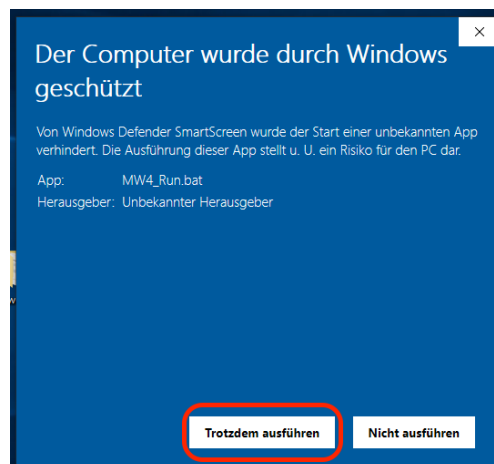 Der Computer wurde durch Windows
geschützt
Von Windows Defender SmartScreen wurde der Start einer unbekannten App
verhindert. Die Ausführung dieser App stellt u. U. ein Risiko für den PC dar.
App: MW4_Run.bat
Herausgeber: Unbekannter Herausgeber
Trotzdem ausführen Nicht ausführen